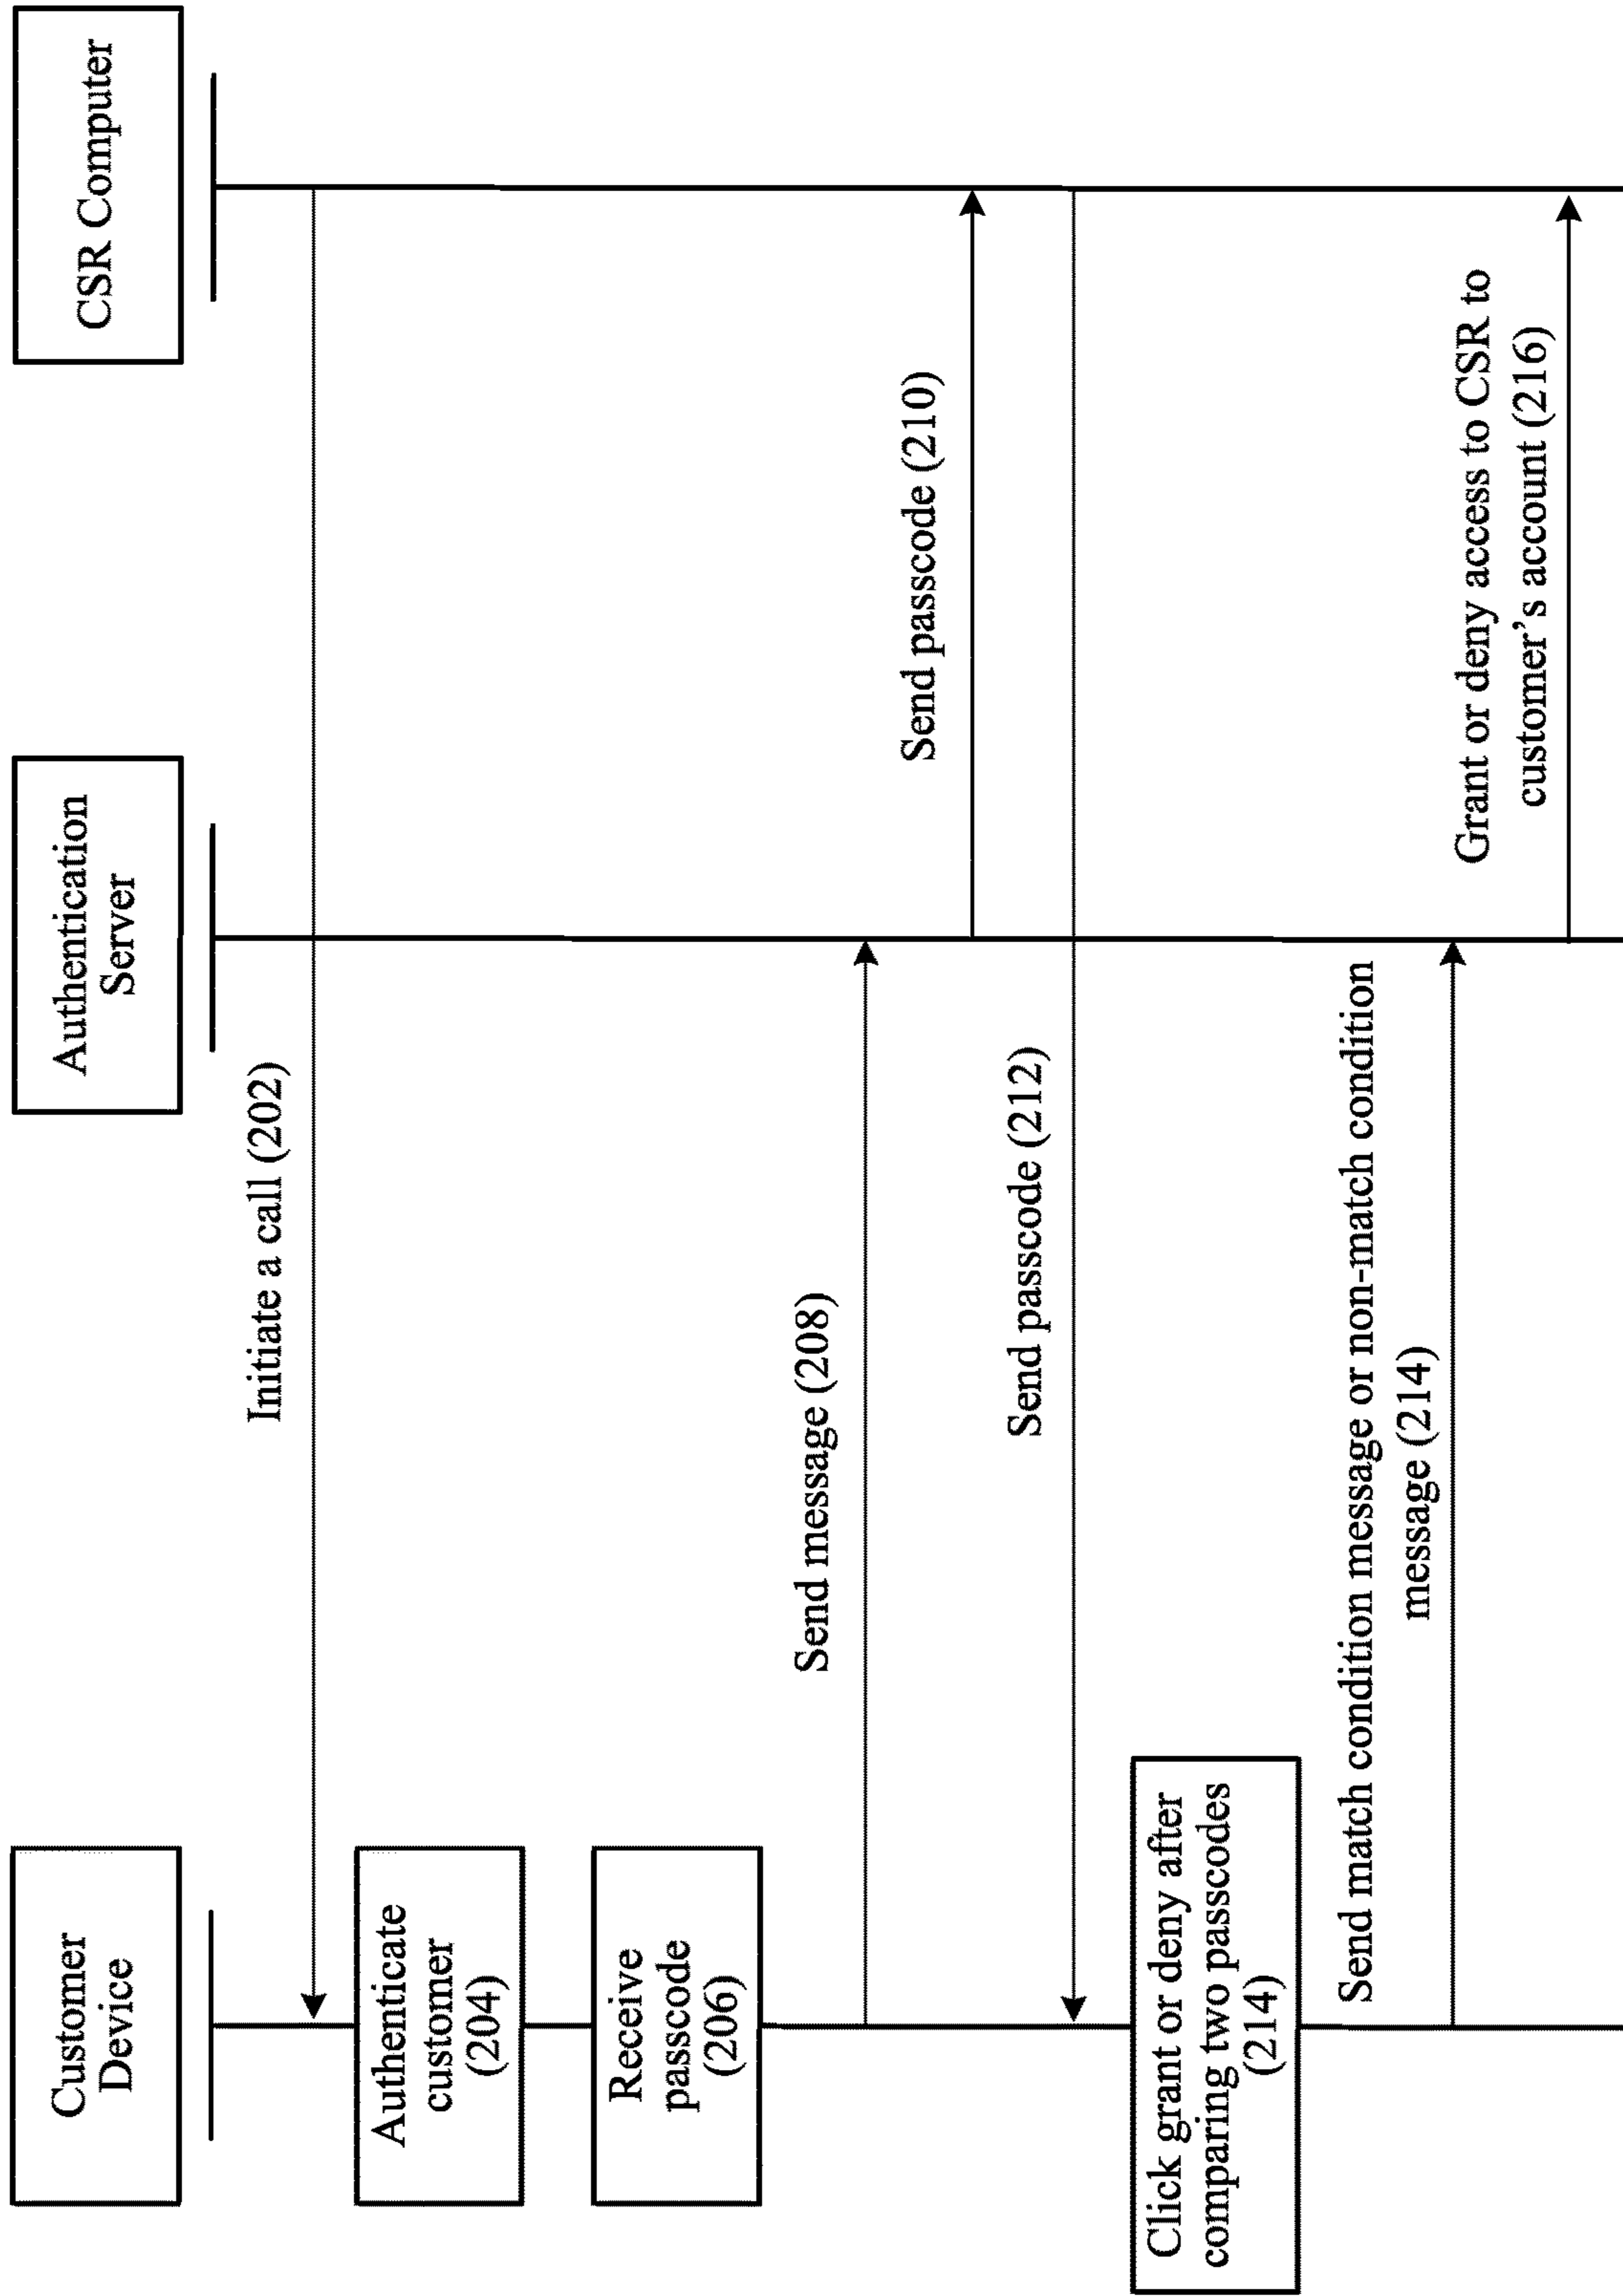 Customer
Device
Authentication
Server
CSR Computer
Initiate a call (202)
Authenticate
customer
(204)
Receive
passcode
(206)
Send message (208)
Send passcode (210)
Send passcode (212)
Click grant or deny after
comparing two passcodes
(214)
Send match condition message or non-match condition
message (214)
Grant or deny access to CSR to
customer's account (216)